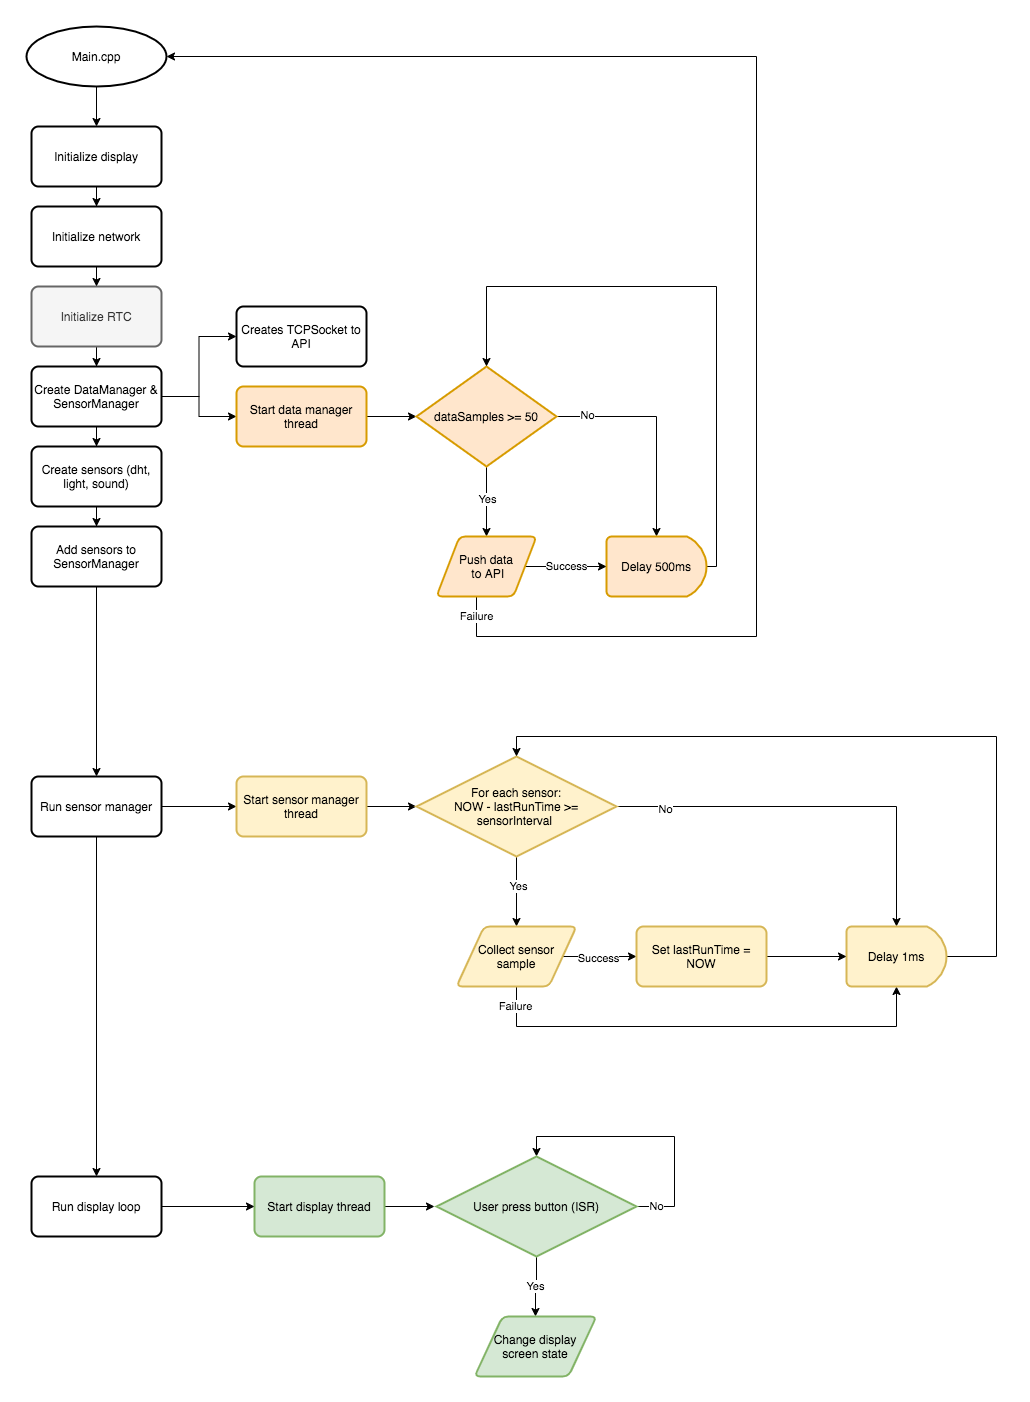 Main.cpp
Initialize display
Initialize network
Initialize RTC
Create DataManager &
SensorManager
Creates TCPSocket to
API
Start data manager
thread
dataSamples >= 50
No
Yes
Push data
to API
Success
Delay 500ms
Failure
Create sensors (dht,
light, sound)
Add sensors to
SensorManager
Run sensor manager
Start sensor manager
thread
For each sensor:
NOW - lastRunTime >=
sensorInterval
No
Yes
Collect sensor
sample
Success
Set lastRunTime =
NOW
Delay 1ms
Failure
Run display loop
Start display thread
User press button (ISR)
No
Yes
Change display
screen state